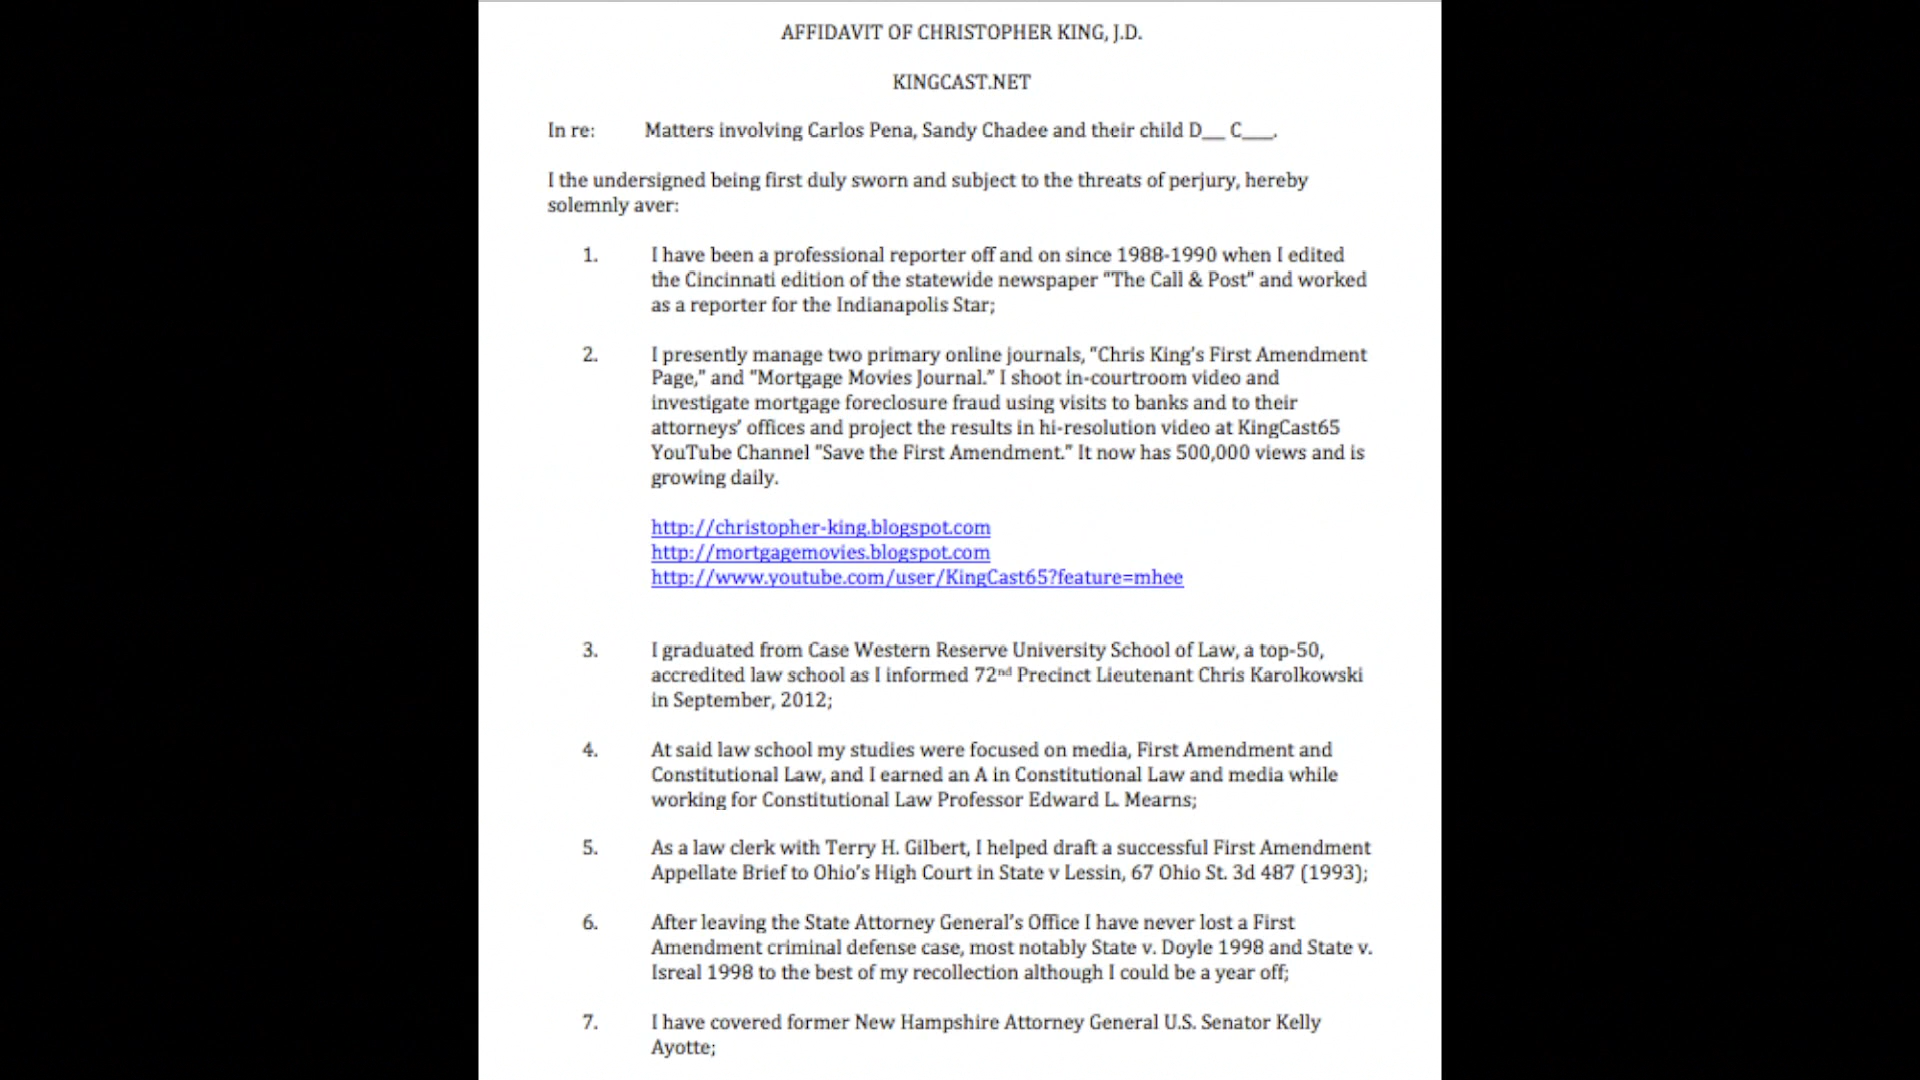 AFFIDAVIT OF CHRISTOPHER KING, J.D.
KINGCAST.NET
In re: Matters involving Carlos Pena, Sandy Chadee and their child D__ C___.
I the undersigned being first duly sworn and subject to the threats of perjury, hereby
solemnly aver:
1. I have been a professional reporter off and on since 1988-1990 when I edited
the Cincinnati edition of the statewide newspaper “The Call & Post” and worked
as a reporter for the Indianapolis Star;
2. I presently manage two primary online journals, “Chris King’s First Amendment
Page,” and “Mortgage Movies Journal.” I shoot in-courtroom video and
investigate mortgage foreclosure fraud using visits to banks and to their
attorneys’ offices and project the results in hi-resolution video at KingCast65
YouTube Channel “Save the First Amendment.” It now has 500,000 views and is
growing daily.
http://christopher-king.blogspot.com
http://mortgagemovies.blogspot.com
http://www.youtube.com/user/KingCast65?feature=mhee
3. I graduated from Case Western Reserve University School of Law, a top-50,
accredited law school as I informed 72nd Precinct Lieutenant Chris Karolkowski
in September, 2012;
4. At said law school my studies were focused on media, First Amendment and
Constitutional Law, and I earned an A in Constitutional Law and media while
working for Constitutional Law Professor Edward L. Mearns;
5. As a law clerk with Terry H. Gilbert, I helped draft a successful First Amendment
Appellate Brief to Ohio’s High Court in State v Lessin, 67 Ohio St. 3d 487 (1993);
6. After leaving the State Attorney General’s Office I have never lost a First
Amendment criminal defense case, most notably State v. Doyle 1998 and State v.
Isreal 1998 to the best of my recollection although I could be a year off;
7. I have covered former New Hampshire Attorney General U.S. Senator Kelly
Ayotte;